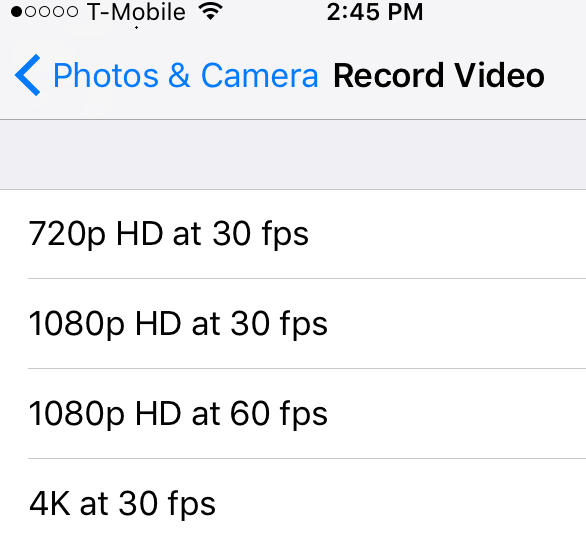 T-Mobile 2:45 PM
Photos & Camera Record Video
720p HD at 30 fps
1080p HD at 30 fps
1080p HD at 60 fps
4K at 30 fps